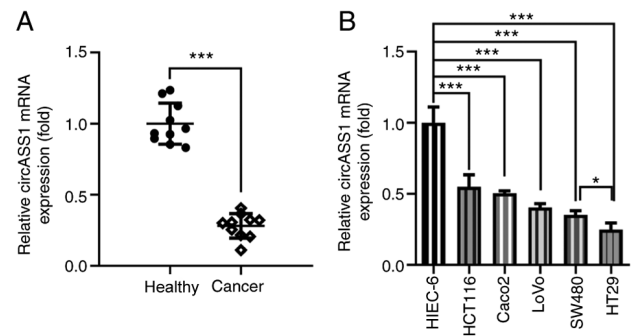 A
Relative circASS1 mRNA
expression (fold)
1.5
1.0
0.5
0.0
***
Healthy Cancer
B
Relative circASS1 mRNA
expression (fold)
1.5
1.0
0.5
0.0
***
***
***
***
***
*
HIEC-6
HCT116
Caco2
LoVo
SW480
HT29